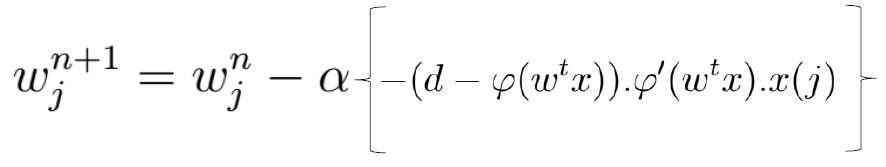 w_j^{n+1} = w_j^n - α { -(d - φ(w^t x)).φ'(w^t x).x(j) }